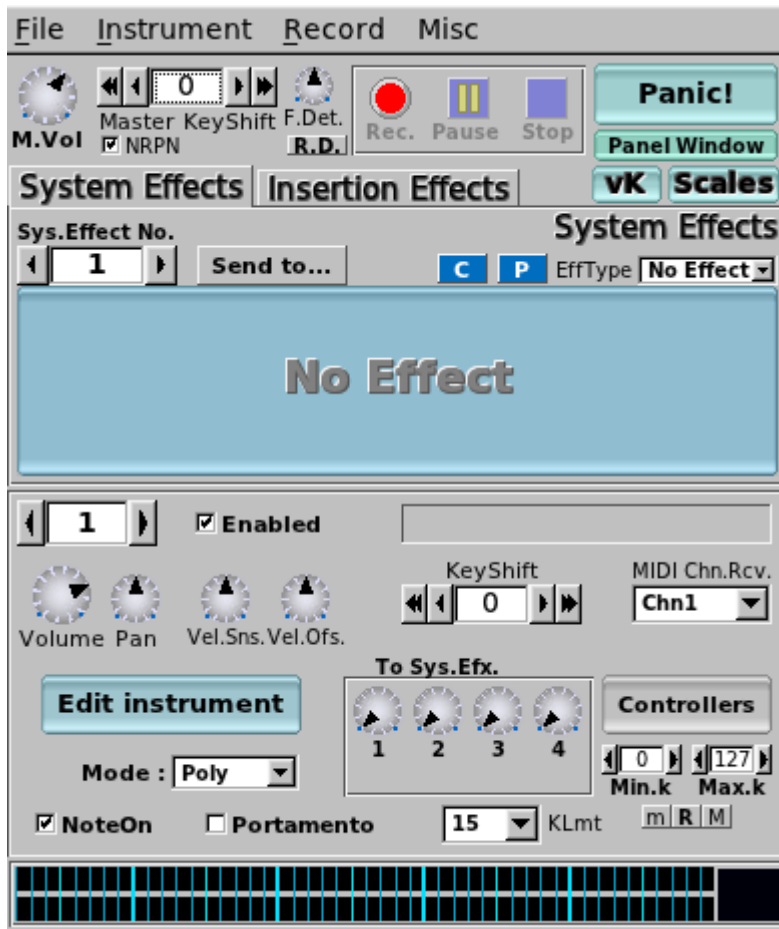 File Instrument Record Misc
0
Master KeyShift F.Det.
M.Vol NRPN R.D.
Rec. Pause Stop
Panic!
Panel Window
vK Scales
System Effects Insertion Effects
Sys.Effect No. System Effects
1 Send to... C P EffType No Effect
No Effect
1 Enabled
KeyShift MIDI Chn.Rcv.
0 Chn1
Volume Pan Vel.Sns. Vel.Ofs.
To Sys.Efx.
Edit instrument Controllers
1 2 3 4
0 127
Mode : Poly Min.k Max.k
NoteOn Portamento 15 KLmt m R M